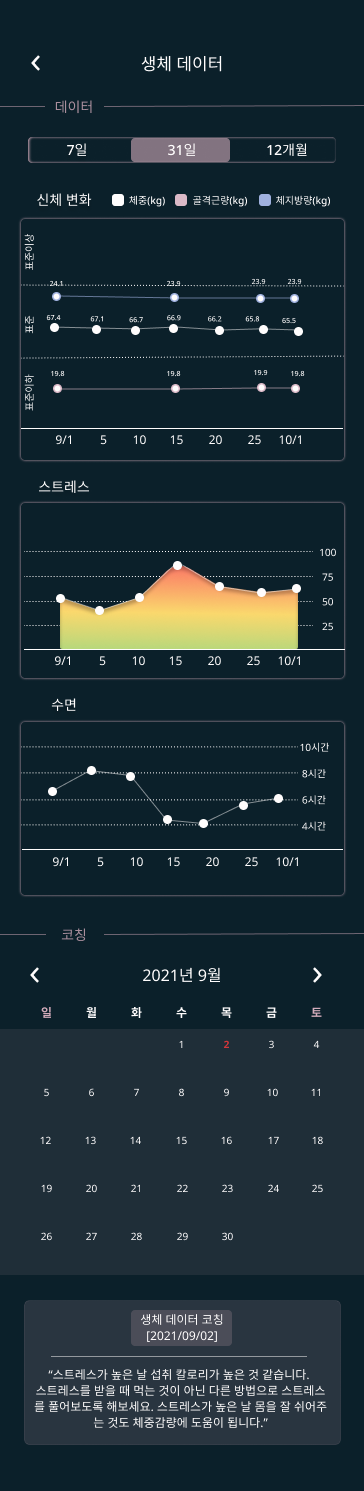 생체 데이터
데이터
7일 31일 12개월
신체 변화 체중(kg) 골격근량(kg) 체지방량(kg)
표준이상
24.1 23.9 23.9 23.9
표준
67.4 67.1 66.7 66.9 66.2 65.8 65.5
표준이하
19.8 19.8 19.9 19.8
9/1 5 10 15 20 25 10/1
스트레스
100
75
50
25
9/1 5 10 15 20 25 10/1
수면
10시간
8시간
6시간
4시간
9/1 5 10 15 20 25 10/1
코칭
2021년 9월
일 월 화 수 목 금 토
1 2 3 4
5 6 7 8 9 10 11
12 13 14 15 16 17 18
19 20 21 22 23 24 25
26 27 28 29 30
생체 데이터 코칭
[2021/09/02]
“스트레스가 높은 날 섭취 칼로리가 높은 것 같습니다.
스트레스를 받을 때 먹는 것이 아닌 다른 방법으로 스트레스
를 풀어보도록 해보세요. 스트레스가 높은 날 몸을 잘 쉬어주
는 것도 체중감량에 도움이 됩니다.”